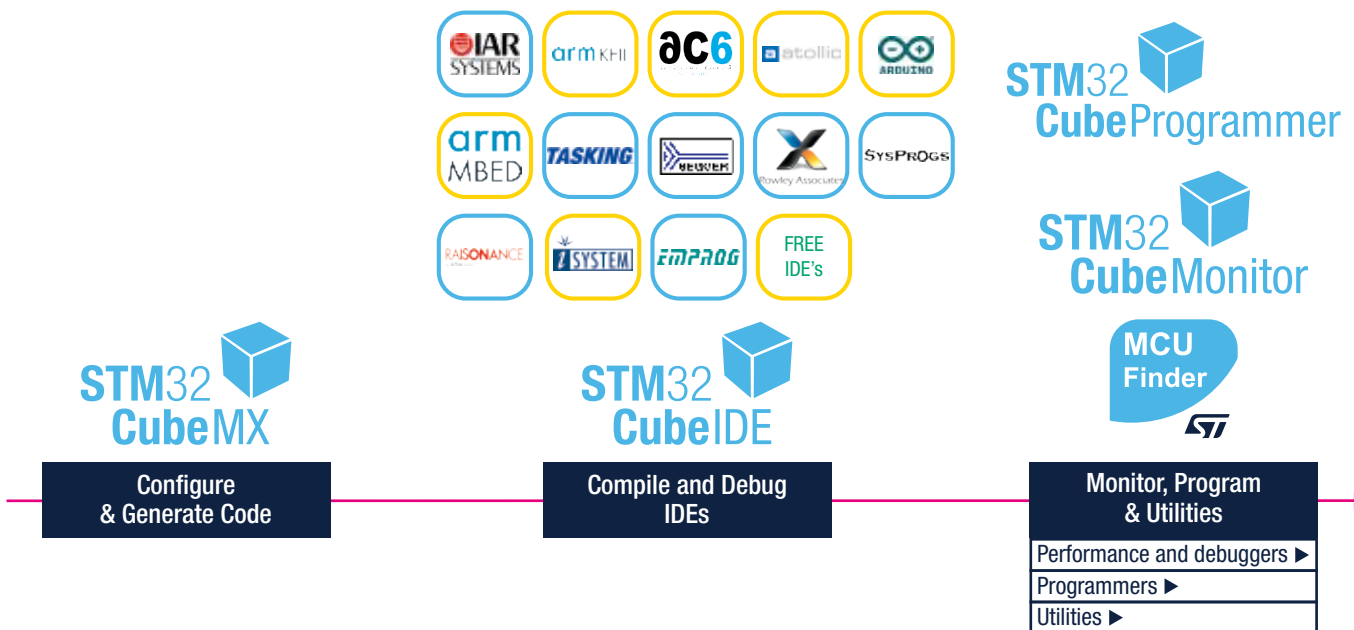 IAR
SYSTEMS
arm KEIL
ac6
atollic
ARDUINO
arm
MBED
TASKING
SEGGER
Rowley Associates
SYSPROGS
RAISONANCE
iSYSTEM
EMPROG
FREE
IDE's
STM32
CubeProgrammer
STM32
CubeMonitor
MCU
Finder
ST
STM32
CubeMX
STM32
CubeIDE
Configure
& Generate Code
Compile and Debug
IDEs
Monitor, Program
& Utilities
Performance and debuggers ▶
Programmers ▶
Utilities ▶